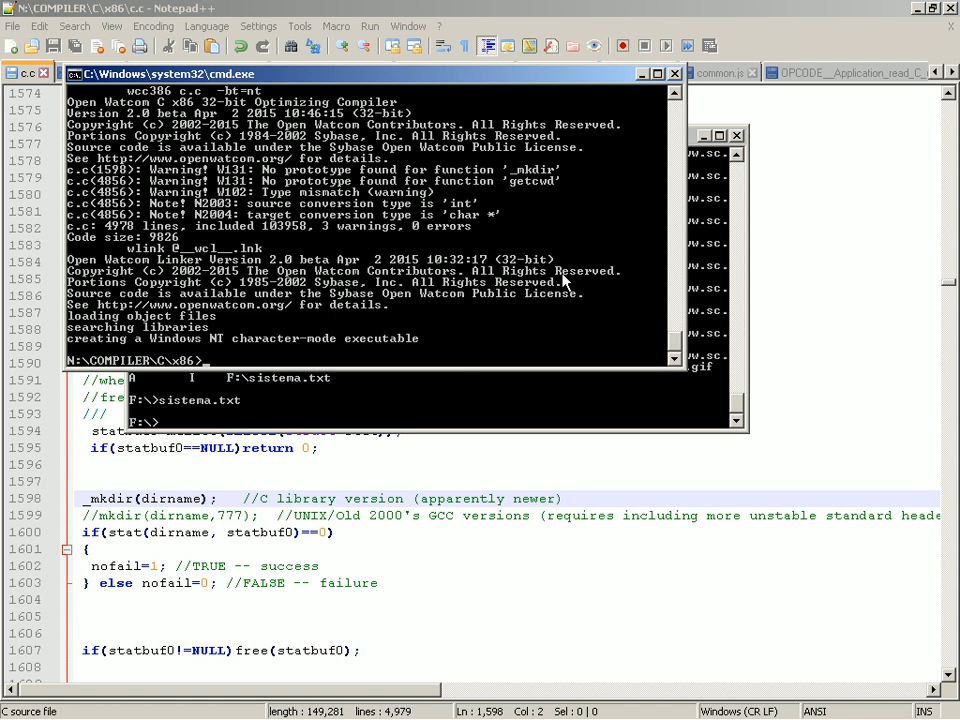 N:\COMPILER\C\x86\c.c - Notepad++
File Edit Search View Encoding Language Settings Tools Macro Run Window ? X
c.c common.js OPCODE__Application_read_C_
C:\Windows\system32\cmd.exe
wcc386 c.c -bt=nt
Open Watcom C x86 32-bit Optimizing Compiler
Version 2.0 beta Apr 2 2015 10:46:15 (32-bit)
Copyright (c) 2002-2015 The Open Watcom Contributors. All Rights Reserved.
Portions Copyright (c) 1984-2002 Sybase, Inc. All Rights Reserved.
Source code is available under the Sybase Open Watcom Public License.
See http://www.openwatcom.org/ for details.
c.c(1598): Warning! W131: No prototype found for function '_mkdir'
c.c(4856): Warning! W131: No prototype found for function 'getcwd'
c.c(4856): Warning! W102: Type mismatch (warning)
c.c(4856): Note! N2003: source conversion type is 'int'
c.c(4856): Note! N2004: target conversion type is 'char *'
c.c: 4978 lines, included 103958, 3 warnings, 0 errors
Code size: 9826
wlink @__wcl__.lnk
Open Watcom Linker Version 2.0 beta Apr 2 2015 10:32:17 (32-bit)
Copyright (c) 2002-2015 The Open Watcom Contributors. All Rights Reserved.
Portions Copyright (c) 1985-2002 Sybase, Inc. All Rights Reserved.
Source code is available under the Sybase Open Watcom Public License.
See http://www.openwatcom.org/ for details.
loading object files
searching libraries
creating a Windows NT character-mode executable
N:\COMPILER\C\x86>_
ww.sc.
ww.sc.
ww.sc.
ww.sc.
ww.sc.
ww.sc.
ww.sc.
.gif
A I F:\sistema.txt
F:\>sistema.txt
F:\>
1574
1575
1576
1577
1578
1579
1580
1581
1582
1583
1584
1585
1586
1587
1588
1589
1590
1591 //whe
1592 //fre
1593 ///
1594
1595 if(statbuf0==NULL)return 0;
1596
1597
1598 _mkdir(dirname); //C library version (apparently newer)
1599 //mkdir(dirname,777); //UNIX/Old 2000's GCC versions (requires including more unstable standard heade
1600 if(stat(dirname, statbuf0)==0)
1601 {
1602 nofail=1; //TRUE -- success
1603 } else nofail=0; //FALSE -- failure
1604
1605
1606
1607 if(statbuf0!=NULL)free(statbuf0);
1608
C source file length : 149,281 lines : 4,979 Ln : 1,598 Col : 2 Sel : 0 | 0 Windows (CR LF) ANSI INS